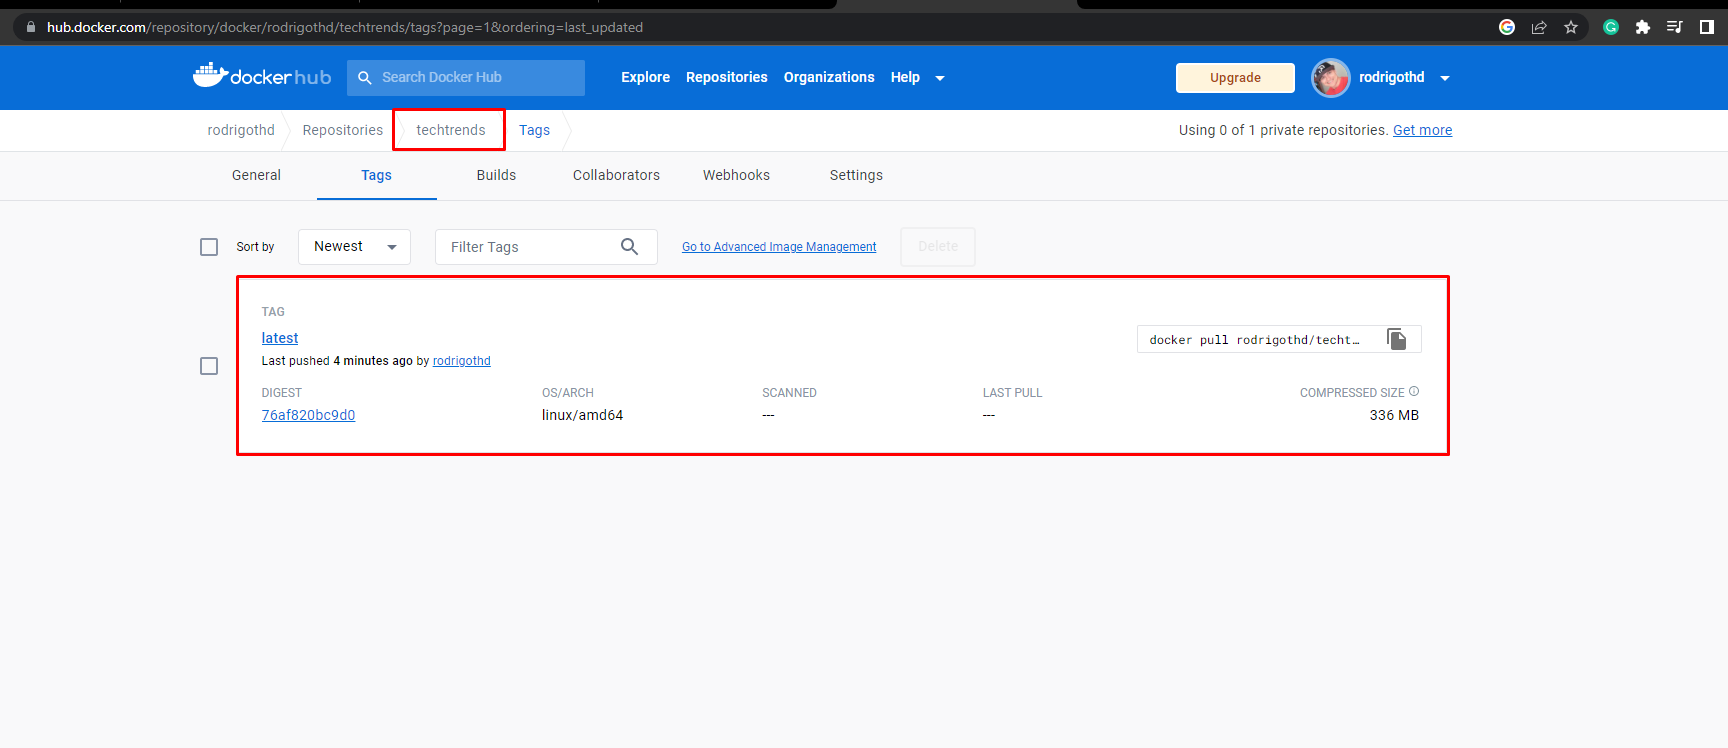 hub.docker.com/repository/docker/rodrigothd/techtrends/tags?page=1&ordering=last_updated
dockerhub
Search Docker Hub
Explore
Repositories
Organizations
Help
Upgrade
rodrigothd
rodrigothd
Repositories
techtrends
Tags
Using 0 of 1 private repositories. Get more
General
Tags
Builds
Collaborators
Webhooks
Settings
Sort by
Newest
Filter Tags
Go to Advanced Image Management
Delete
TAG
latest
docker pull rodrigothd/techt…
Last pushed 4 minutes ago by rodrigothd
DIGEST
OS/ARCH
SCANNED
LAST PULL
COMPRESSED SIZE
76af820bc9d0
linux/amd64
---
---
336 MB